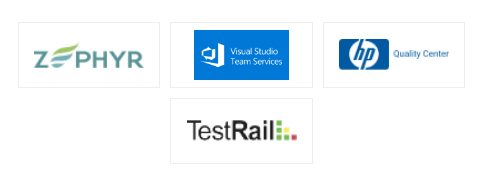 ZEPHYR
Visual Studio
Team Services
hp
Quality Center
TestRail